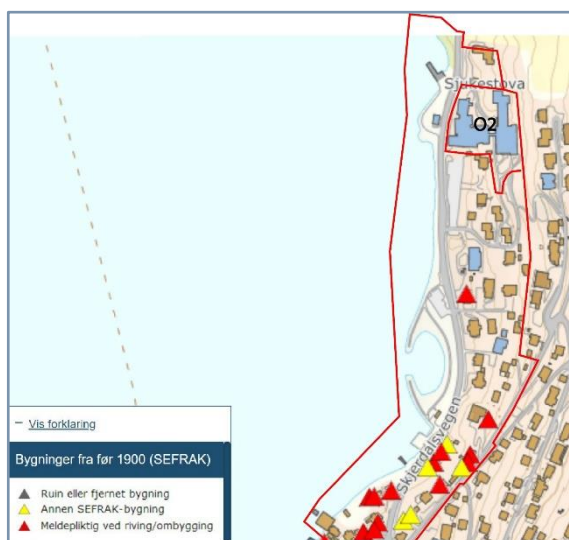 Sjukestova
O2
Skjerdalsvegen
– Vis forklaring
Bygninger fra før 1900 (SEFRAK)
Ruin eller fjernet bygning
Annen SEFRAK-bygning
Meldepliktig ved riving/ombygging